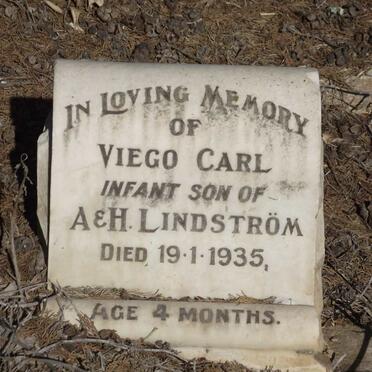 IN LOVING MEMORY
OF
VIEGO CARL
INFANT SON OF
A&H. LINDSTRÖM
DIED 19·1·1935,
AGE 4 MONTHS.